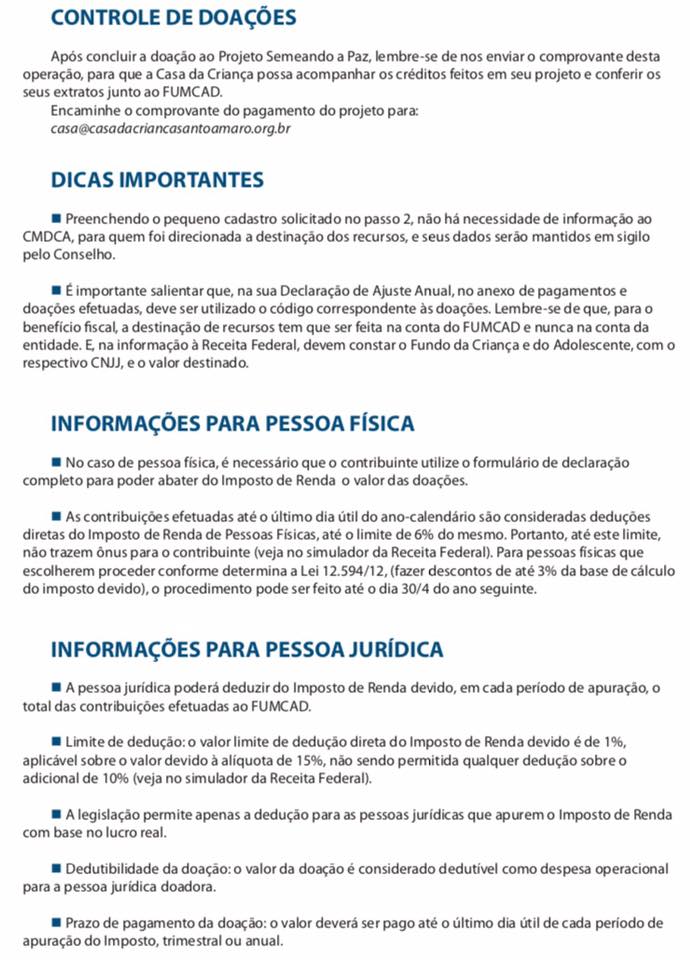 CONTROLE DE DOAÇÕES
Após concluir a doação ao Projeto Semeando a Paz, lembre-se de nos enviar o comprovante desta
operação, para que a Casa da Criança possa acompanhar os créditos feitos em seu projeto e conferir os
seus extratos junto ao FUMCAD.
Encaminhe o comprovante do pagamento do projeto para:
casa@casadacriancasantoamaro.org.br
DICAS IMPORTANTES
■ Preenchendo o pequeno cadastro solicitado no passo 2, não há necessidade de informação ao
CMDCA, para quem foi direcionada a destinação dos recursos, e seus dados serão mantidos em sigilo
pelo Conselho.
■ É importante salientar que, na sua Declaração de Ajuste Anual, no anexo de pagamentos e
doações efetuadas, deve ser utilizado o código correspondente às doações. Lembre-se de que, para o
benefício fiscal, a destinação de recursos tem que ser feita na conta do FUMCAD e nunca na conta da
entidade. E, na informação à Receita Federal, devem constar o Fundo da Criança e do Adolescente, com o
respectivo CNJJ, e o valor destinado.
INFORMAÇÕES PARA PESSOA FÍSICA
■ No caso de pessoa física, é necessário que o contribuinte utilize o formulário de declaração
completo para poder abater do Imposto de Renda o valor das doações.
■ As contribuições efetuadas até o último dia útil do ano-calendário são consideradas deduções
diretas do Imposto de Renda de Pessoas Físicas, até o limite de 6% do mesmo. Portanto, até este limite,
não trazem ônus para o contribuinte (veja no simulador da Receita Federal). Para pessoas físicas que
escolherem proceder conforme determina a Lei 12.594/12, (fazer descontos de até 3% da base de cálculo
do imposto devido), o procedimento pode ser feito até o dia 30/4 do ano seguinte.
INFORMAÇÕES PARA PESSOA JURÍDICA
■ A pessoa jurídica poderá deduzir do Imposto de Renda devido, em cada período de apuração, o
total das contribuições efetuadas ao FUMCAD.
■ Limite de dedução: o valor limite de dedução direta do Imposto de Renda devido é de 1%,
aplicável sobre o valor devido à alíquota de 15%, não sendo permitida qualquer dedução sobre o
adicional de 10% (veja no simulador da Receita Federal).
■ A legislação permite apenas a dedução para as pessoas jurídicas que apurem o Imposto de Renda
com base no lucro real.
■ Dedutibilidade da doação: o valor da doação é considerado dedutível como despesa operacional
para a pessoa jurídica doadora.
■ Prazo de pagamento da doação: o valor deverá ser pago até o último dia útil de cada período de
apuração do Imposto, trimestral ou anual.